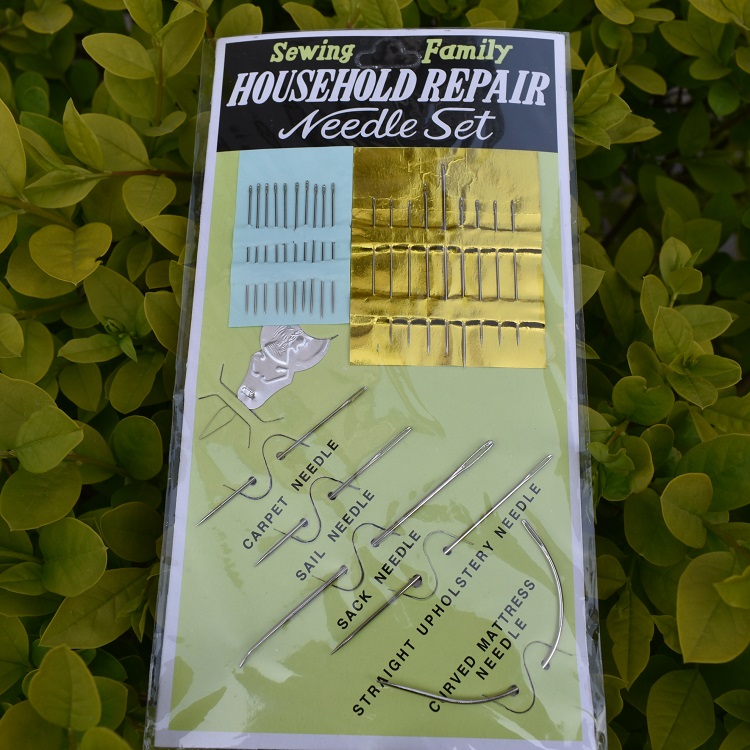 Sewing Family
HOUSEHOLD REPAIR
Needle Set
CARPET NEEDLE
SAIL NEEDLE
SACK NEEDLE
STRAIGHT UPHOLSTERY NEEDLE
CURVED MATTRESS
NEEDLE